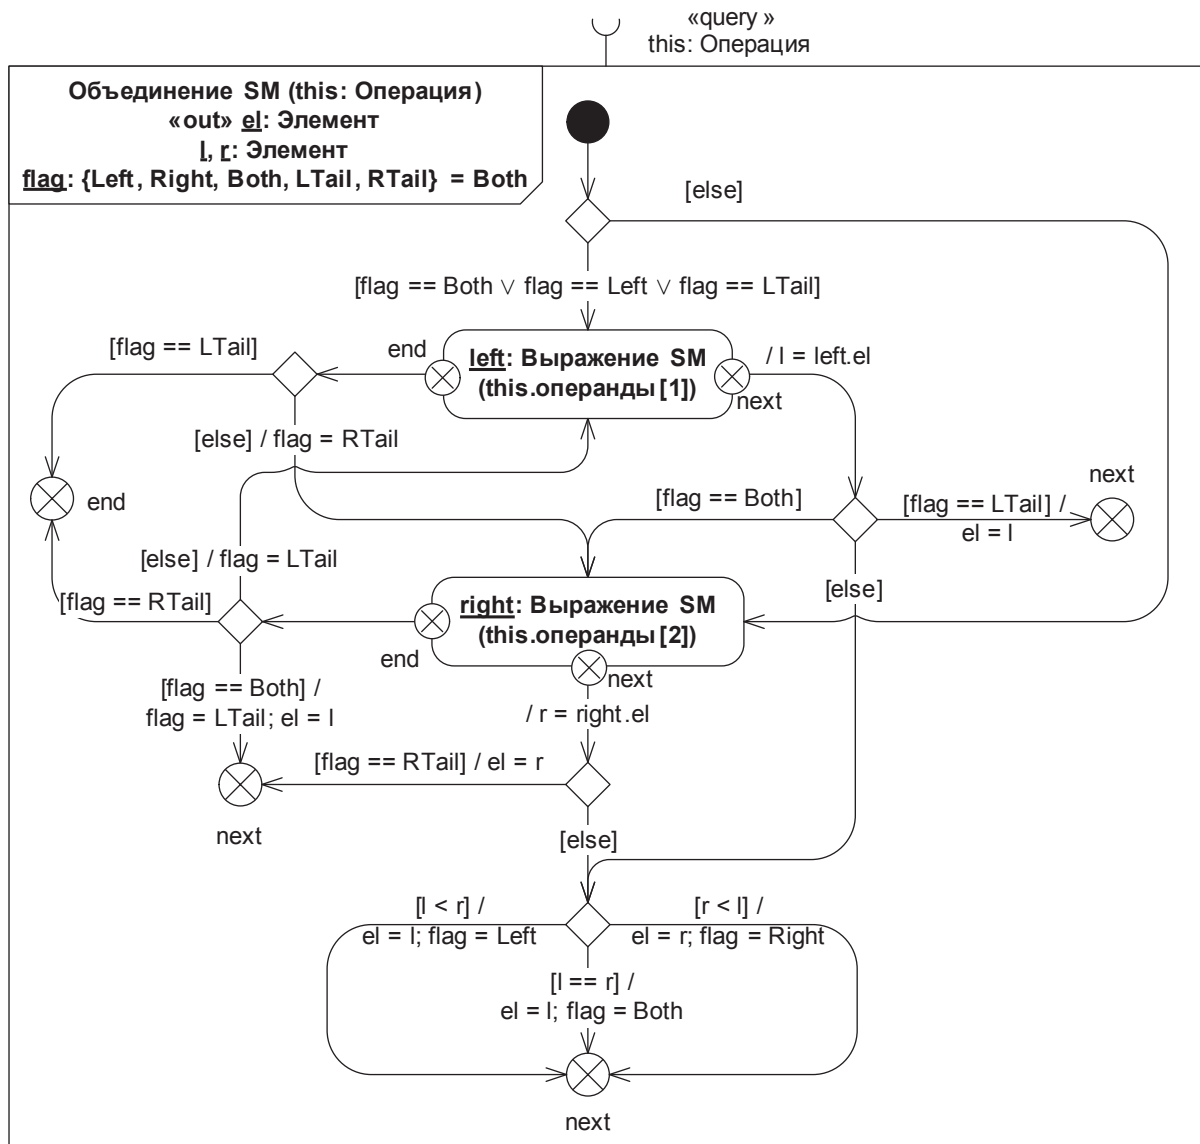 «query »
this: Операция
Объединение SM (this: Операция)
«out» el: Элемент
l, r: Элемент
flag: {Left, Right, Both, LTail, RTail} = Both
[else]
[flag == Both ∨ flag == Left ∨ flag == LTail]
[flag == LTail]
end
left: Выражение SM
(this.операнды[1])
/ l = left.el
next
[else] / flag = RTail
end
[flag == Both]
[flag == LTail] /
el = l
next
[else] / flag = LTail
[else]
[flag == RTail]
right: Выражение SM
(this.операнды[2])
end
next
[flag == Both] /
flag = LTail; el = l
/ r = right.el
[flag == RTail] / el = r
next
[else]
[l < r] /
el = l; flag = Left
[r < l] /
el = r; flag = Right
[l == r] /
el = l; flag = Both
next